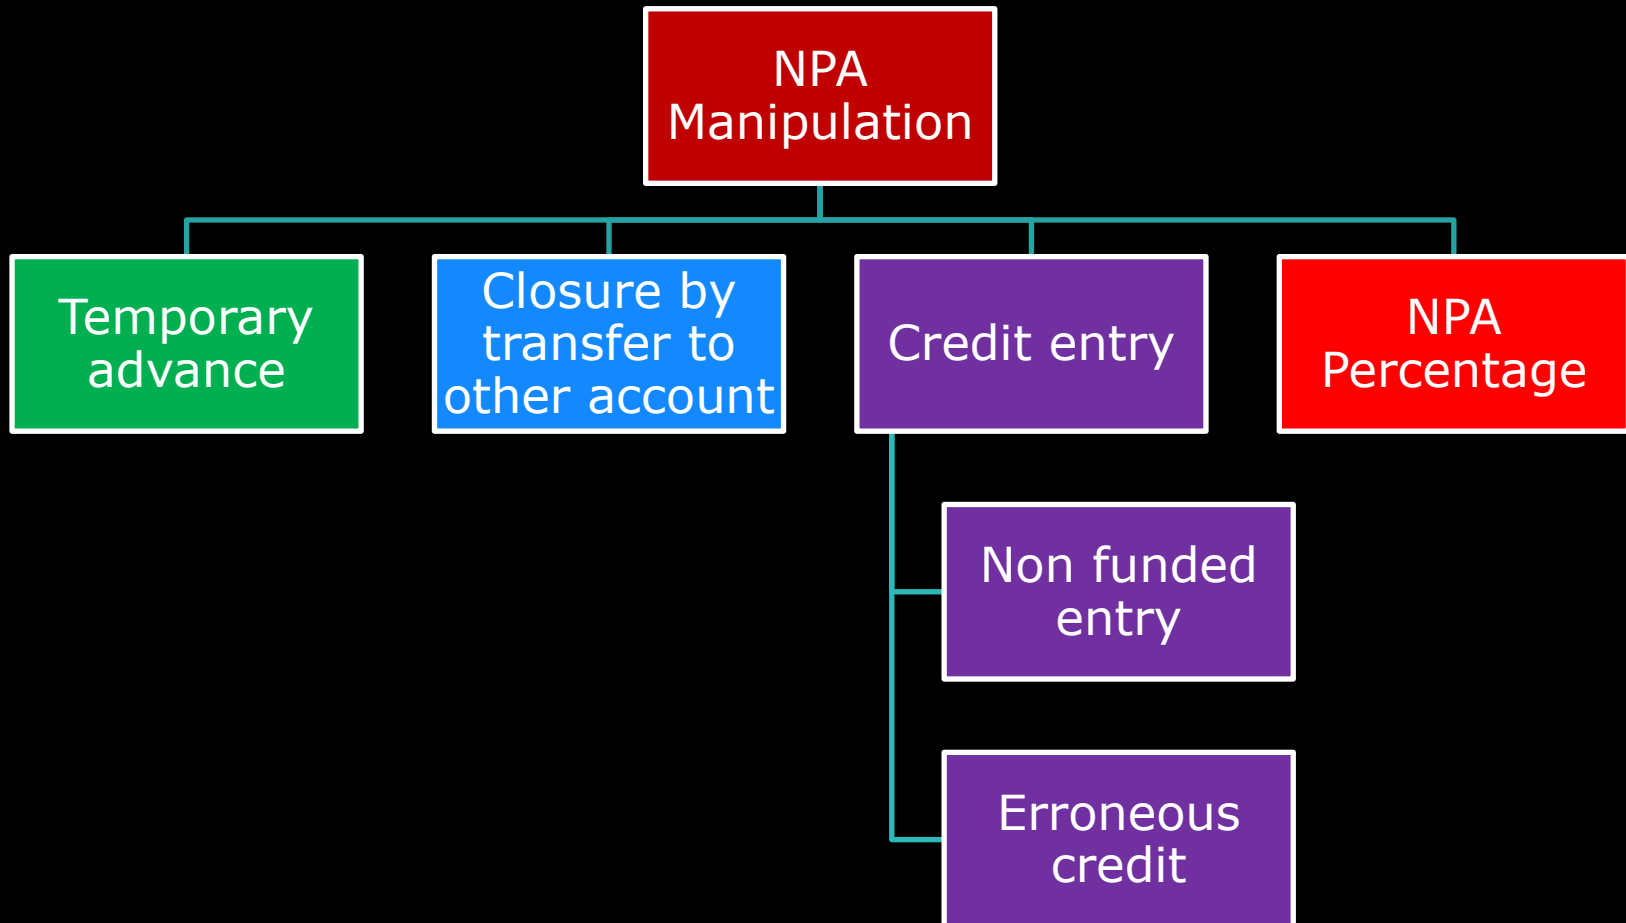 NPA
Manipulation
Temporary
advance
Closure by
transfer to
other account
Credit entry
NPA
Percentage
Non funded
entry
Erroneous
credit